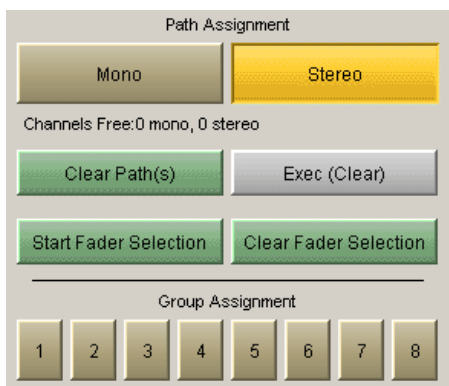 Path Assignment
Mono Stereo
Channels Free:0 mono, 0 stereo
Clear Path(s) Exec (Clear)
Start Fader Selection Clear Fader Selection
Group Assignment
1 2 3 4 5 6 7 8